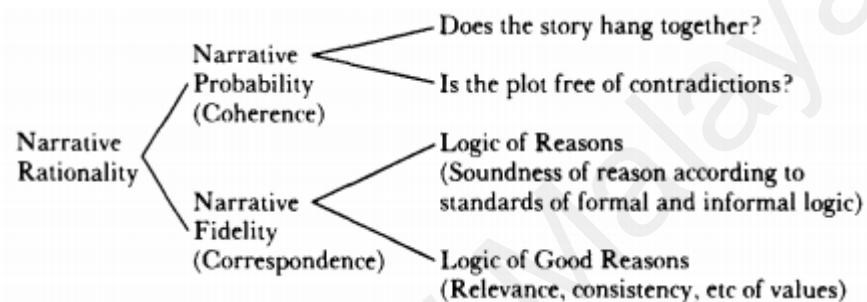 Does the story hang together?
Narrative
Probability
(Coherence)
Is the plot free of contradictions?
Narrative
Rationality
Logic of Reasons
(Soundness of reason according to
standards of formal and informal logic)
Narrative
Fidelity
(Correspondence)
Logic of Good Reasons
(Relevance, consistency, etc of values)
Malaya